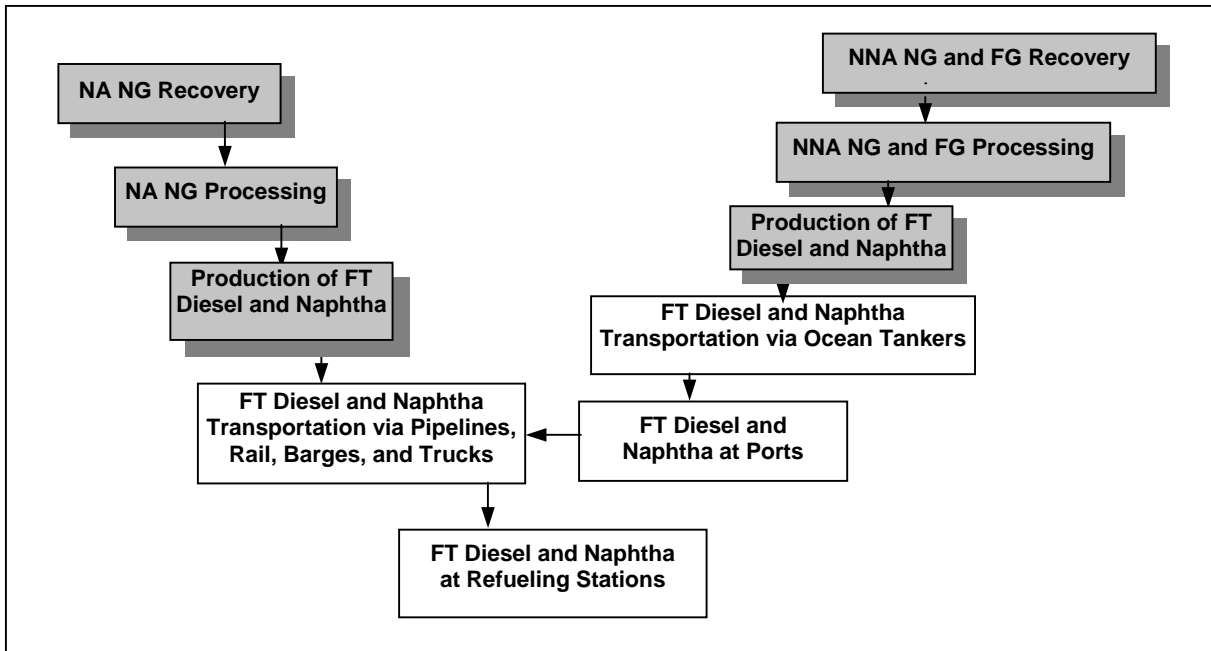 NNA NG and FG Recovery
.
NA NG Recovery
NNA NG and FG Processing
NA NG Processing
Production of FT
Diesel and Naphtha
Production of FT
Diesel and Naphtha
FT Diesel and Naphtha
Transportation via Ocean Tankers
FT Diesel and Naphtha
Transportation via Pipelines,
Rail, Barges, and Trucks
FT Diesel and
Naphtha at Ports
FT Diesel and Naphtha
at Refueling Stations